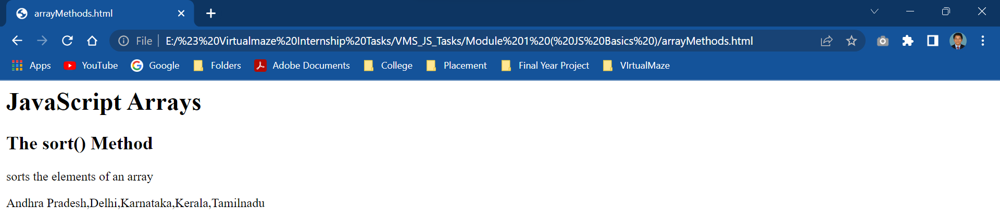 arrayMethods.html
File E:/%23%20Virtualmaze%20Internship%20Tasks/VMS_JS_Tasks/Module%201%20(%20JS%20Basics%20)/arrayMethods.html
Apps YouTube Google Folders Adobe Documents College Placement Final Year Project VIrtualMaze
JavaScript Arrays
The sort() Method
sorts the elements of an array
Andhra Pradesh,Delhi,Karnataka,Kerala,Tamilnadu